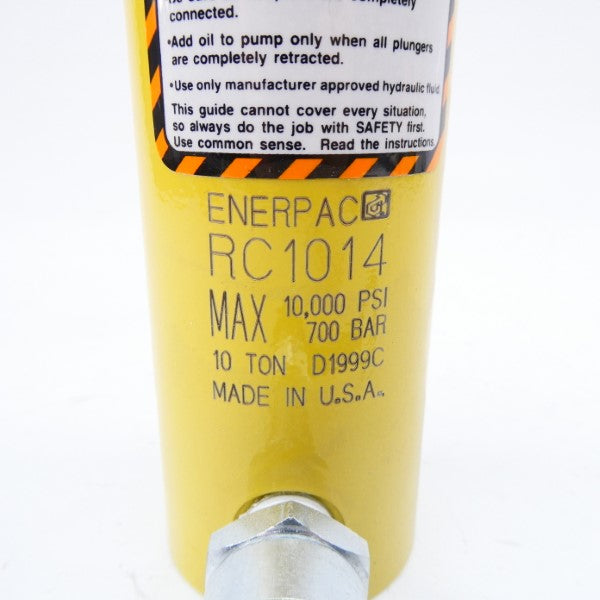 completely
connected.
•Add oil to pump only when all plungers
are completely retracted.
•Use only manufacturer approved hydraulic fluid
This guide cannot cover every situation,
so always do the job with SAFETY first.
Use common sense. Read the instructions.
ENERPAC
RC1014
MAX 10,000 PSI
700 BAR
10 TON D1999C
MADE IN U.S.A.